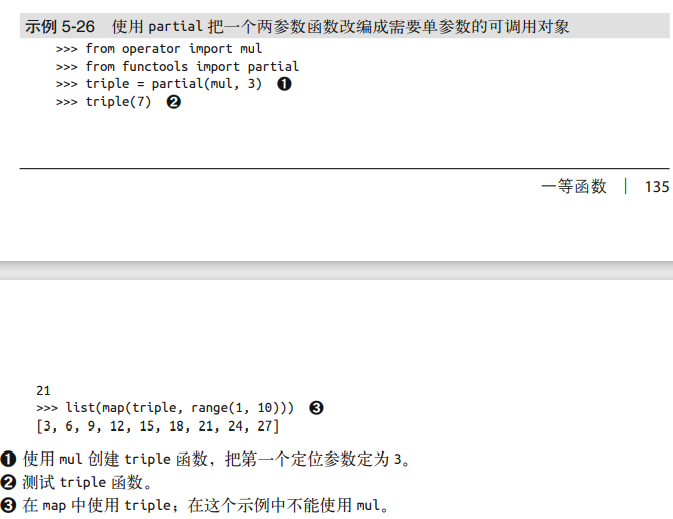 示例 5-26 使用 partial 把一个两参数函数改编成需要单参数的可调用对象
>>> from operator import mul
>>> from functools import partial
>>> triple = partial(mul, 3) ❶
>>> triple(7) ❷
一等函数 | 135
21
>>> list(map(triple, range(1, 10))) ❸
[3, 6, 9, 12, 15, 18, 21, 24, 27]
❶ 使用 mul 创建 triple 函数，把第一个定位参数定为 3。
❷ 测试 triple 函数。
❸ 在 map 中使用 triple；在这个示例中不能使用 mul。